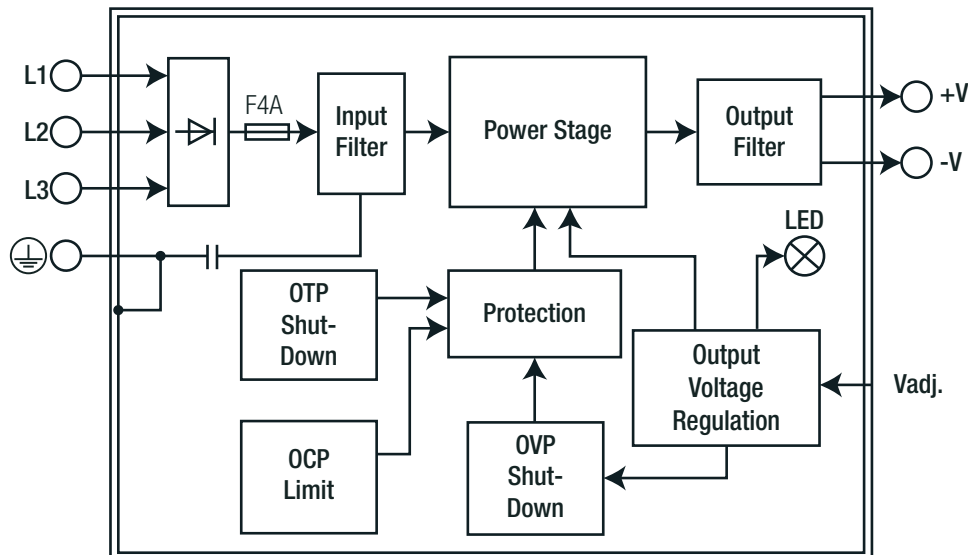 L1
L2
L3
F4A
Input
Filter
Power Stage
Output
Filter
+V
-V
LED
OTP
Shut-
Down
Protection
Output
Voltage
Regulation
Vadj.
OCP
Limit
OVP
Shut-
Down